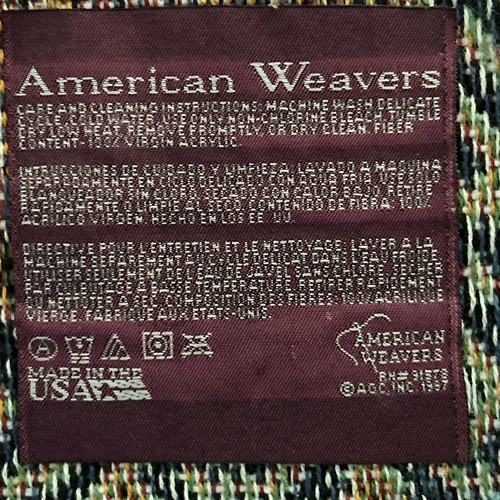 American Weavers
CARE AND CLEANING INSTRUCTIONS: MACHINE WASH DELICATE
CYCLE, COLD WATER, USE ONLY NON-CHLORINE BLEACH, TUMBLE
DRY LOW HEAT, REMOVE PROMPTLY, OR DRY CLEAN. FIBER
CONTENT-100% VIRGIN ACRYLIC.
INTRUCCIONES DE CUIDADO Y LIMPIEZA, LAVADO A MAQUINA
SEPARADAMENTE EN CICLO DELICADO, CON AGUA FRIO, USE SOLO
BLANQUEADOR SIN CLORO, SECADO CON CALOR BAJO, RETIRE
RAPIDAMENTE, O LIMPIE AL SECO. CONTENIDO DE FIBRA: 100%
ACRILICO VIRGEN. HECHO EN LOS EE. UU.
DIRECTIVE POUR L'ENTRETIEN ET LE NETTOYAGE: LAVER A LA
MACHINE SEPAREMENT AU CYCLE DELICAT DANS L'EAU FROIDE,
UTILISER SEULEMENT DE L'EAU DE JAVEL SANS CHLORE, SECHER
PAR CULBUTAGE A BASSE TEMPERATURE, RETIRER RAPIDEMENT
OU NETTOYER A SEC. COMPOSITION DES FIBRES: 100% ACRILIQUE
VIERGE. FABRIQUE AUX ETATS-UNIS.
A
MADE IN THE
USA
AMERICAN
WEAVERS
RN# 91878
© AOC, INC. 1997